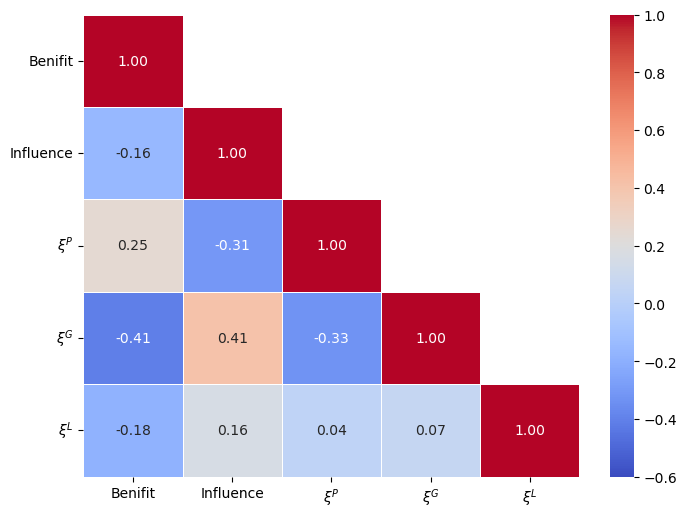 Benifit 1.00
Influence -0.16 1.00
ξ^P 0.25 -0.31 1.00
ξ^G -0.41 0.41 -0.33 1.00
ξ^L -0.18 0.16 0.04 0.07 1.00
Benifit Influence ξ^P ξ^G ξ^L
1.0
0.8
0.6
0.4
0.2
0.0
−0.2
−0.4
−0.6